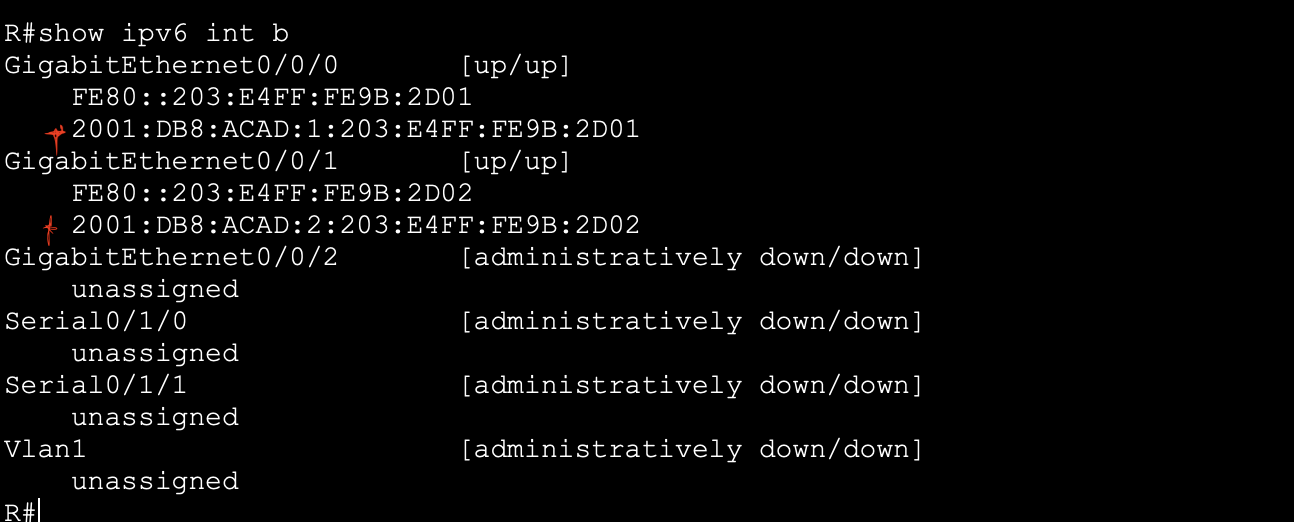 R#show ipv6 int b
GigabitEthernet0/0/0 [up/up]
FE80::203:E4FF:FE9B:2D01
2001:DB8:ACAD:1:203:E4FF:FE9B:2D01
GigabitEthernet0/0/1 [up/up]
FE80::203:E4FF:FE9B:2D02
2001:DB8:ACAD:2:203:E4FF:FE9B:2D02
GigabitEthernet0/0/2 [administratively down/down]
unassigned
Serial0/1/0 [administratively down/down]
unassigned
Serial0/1/1 [administratively down/down]
unassigned
Vlan1 [administratively down/down]
unassigned
R#